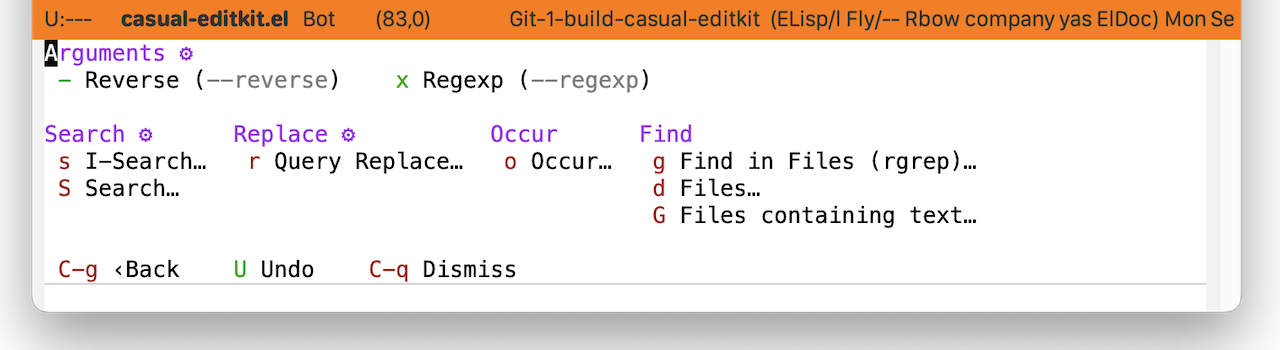 U:--- casual-editkit.el Bot (83,0) Git-1-build-casual-editkit (ELisp/l Fly/-- Rbow company yas ElDoc) Mon Se
Arguments ⚙
– Reverse (--reverse) x Regexp (--regexp)
Search ⚙ Replace ⚙ Occur Find
s I-Search… r Query Replace… o Occur… g Find in Files (rgrep)…
S Search… d Files…
G Files containing text…
C-g ‹Back U Undo C-q Dismiss